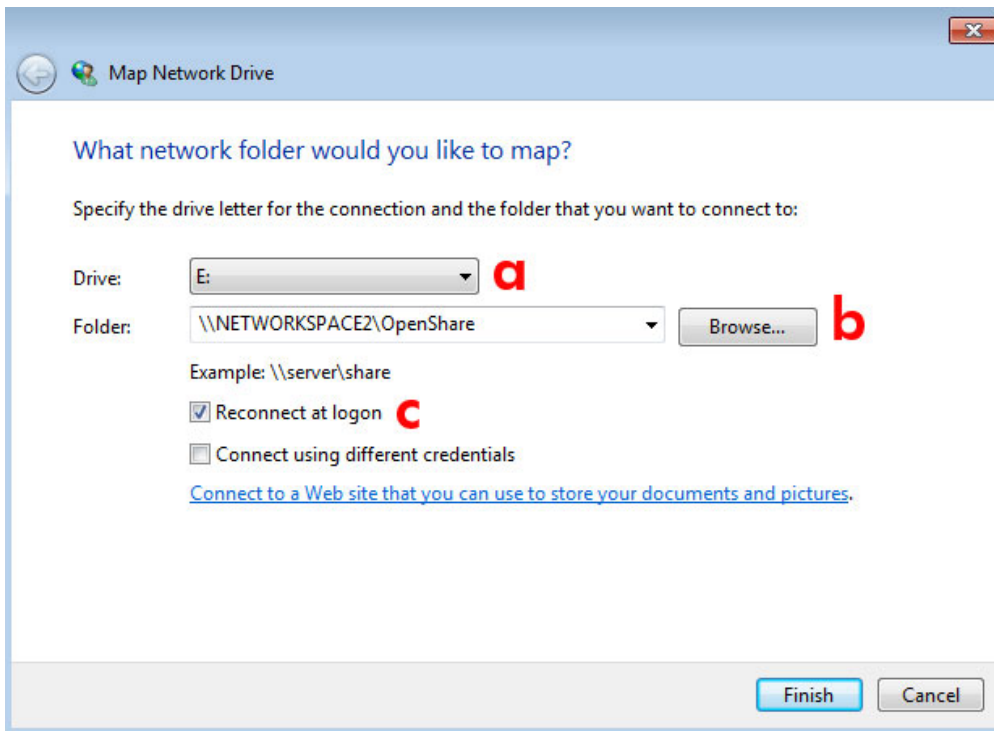 Map Network Drive
What network folder would you like to map?
Specify the drive letter for the connection and the folder that you want to connect to:
Drive: E: a
Folder: \\NETWORKSPACE2\OpenShare Browse... b
Example: \\server\share
Reconnect at logon c
Connect using different credentials
Connect to a Web site that you can use to store your documents and pictures.
Finish Cancel